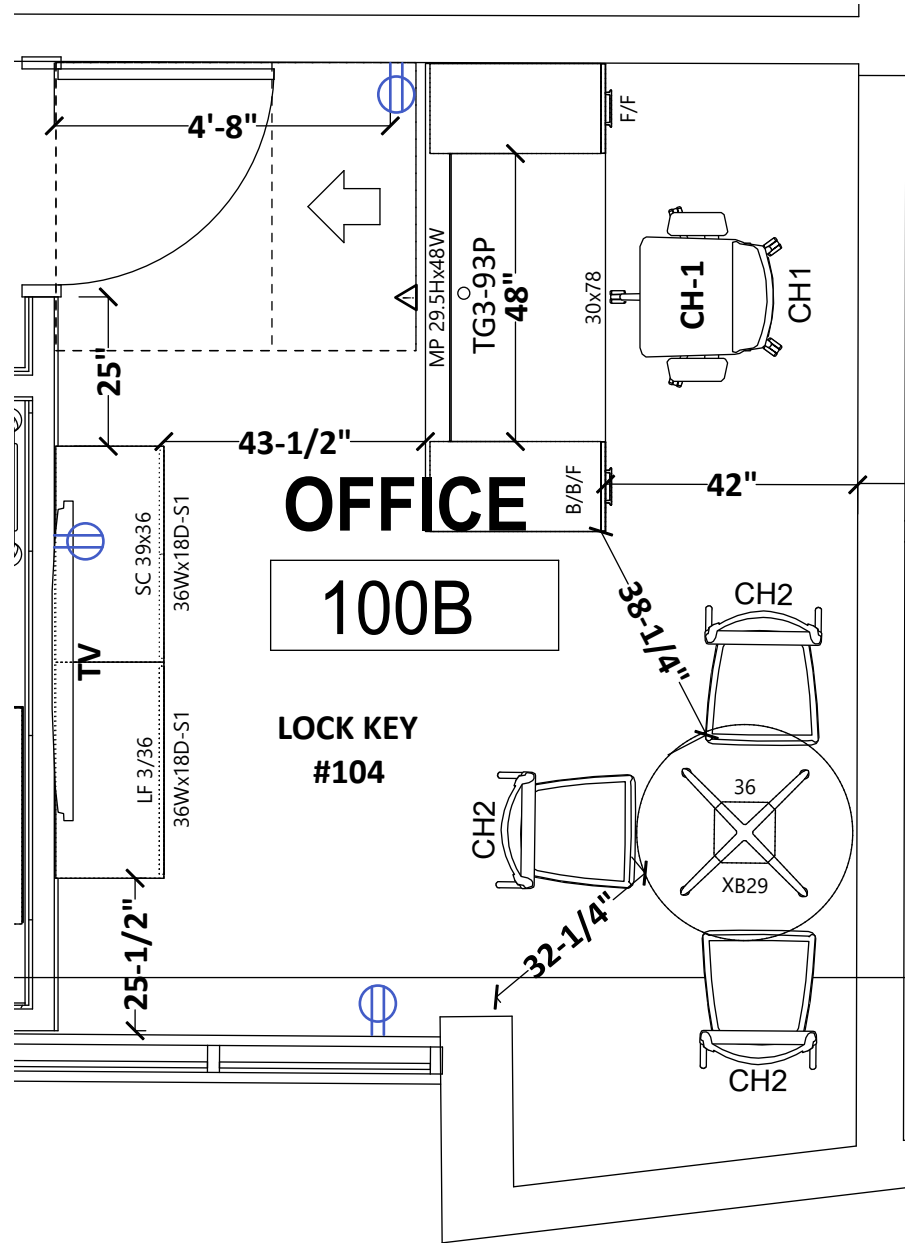 4'-8"
F/F
MP 29.5Hx48W
TG3-93P
48"
30x78
CH-1
CH1
25"
43-1/2"
OFFICE
B/B/F
42"
SC 39x36
36Wx18D-S1
100B
38-1/4"
CH2
TV
LF 3/36
36Wx18D-S1
LOCK KEY
#104
CH2
36
XB29
25-1/2"
32-1/4"
CH2